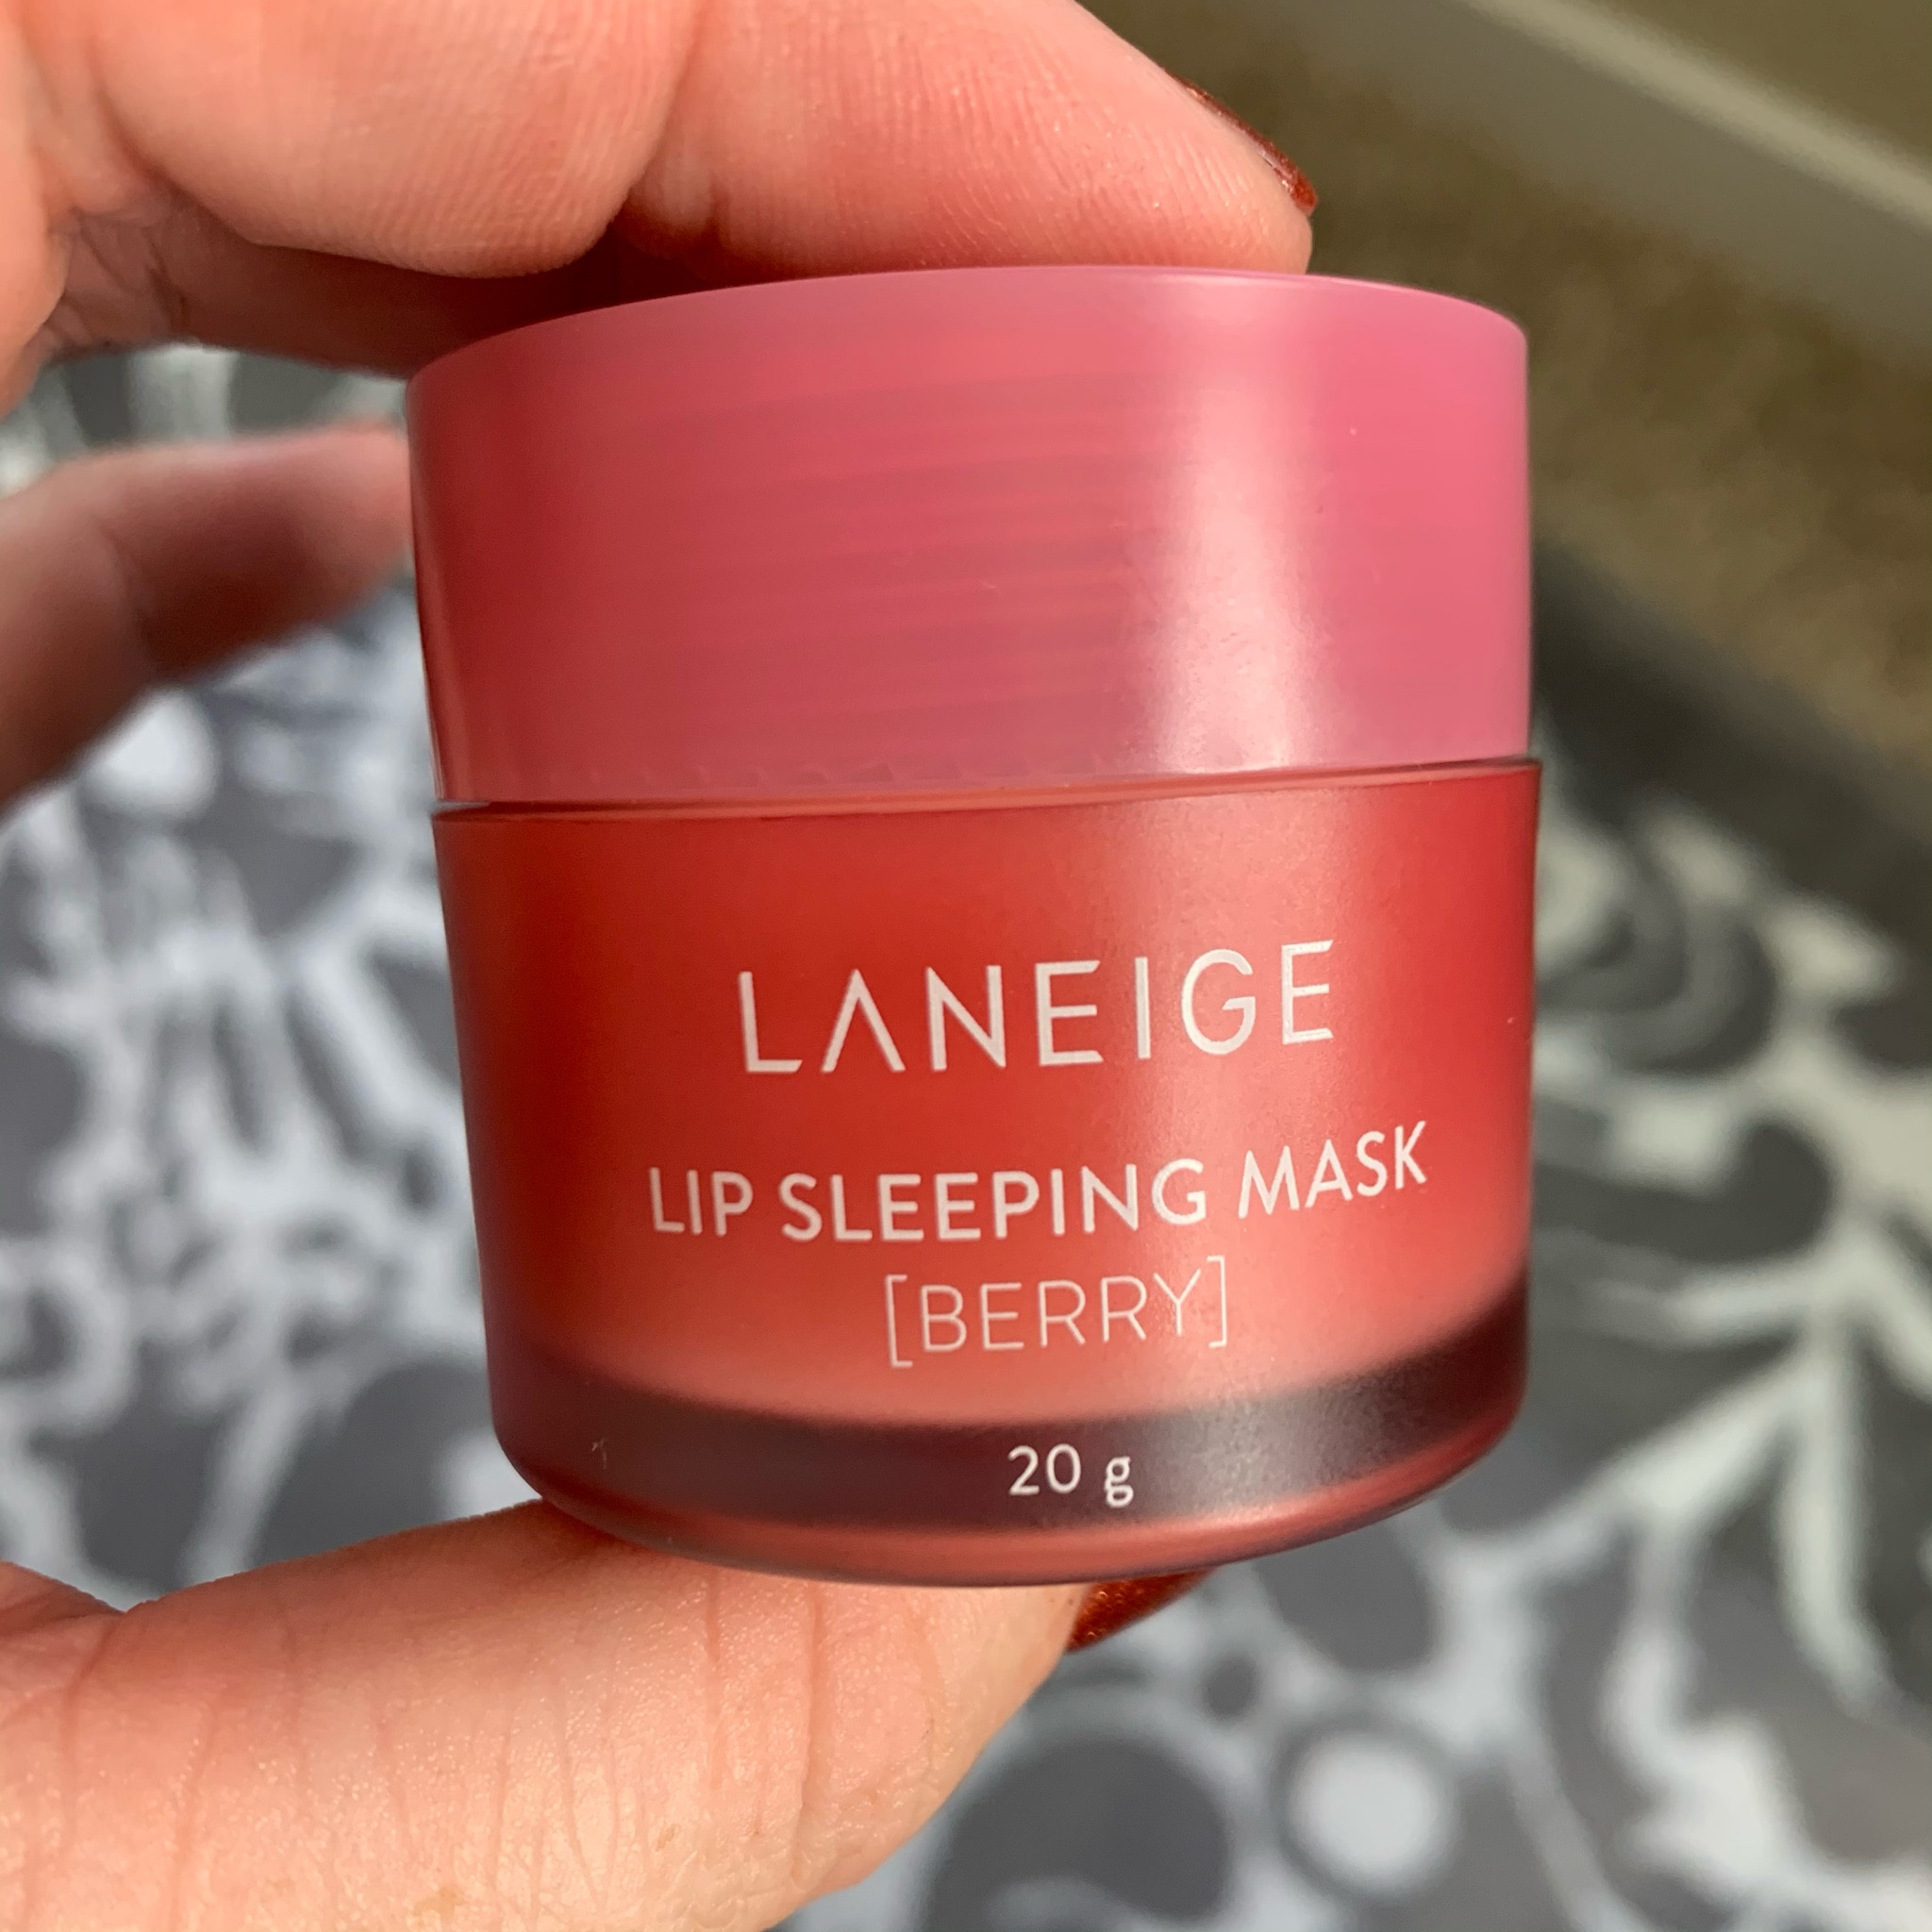 LANEIGE
LIP SLEEPING MASK
[BERRY]
20 g